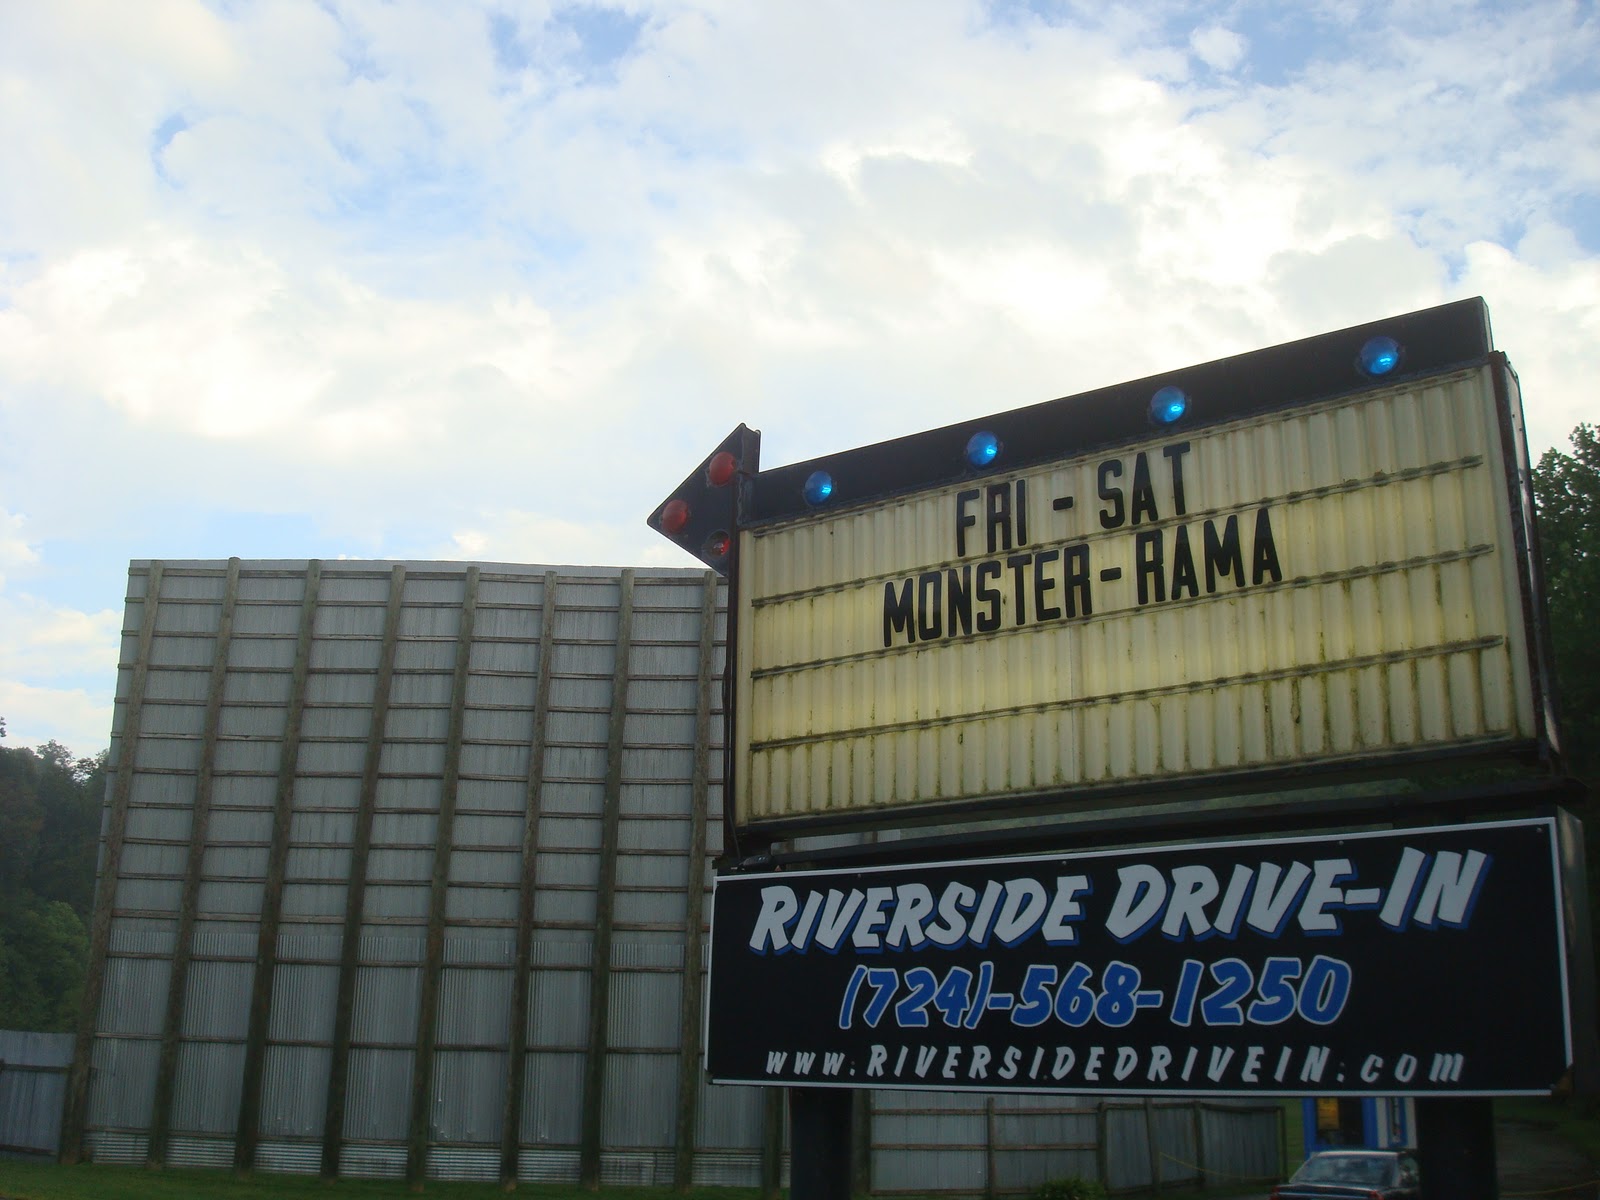 FRI - SAT
MONSTER - RAMA
RIVERSIDE DRIVE-IN
(724)-568-1250
www.RIVERSIDEDRIVEIN.com